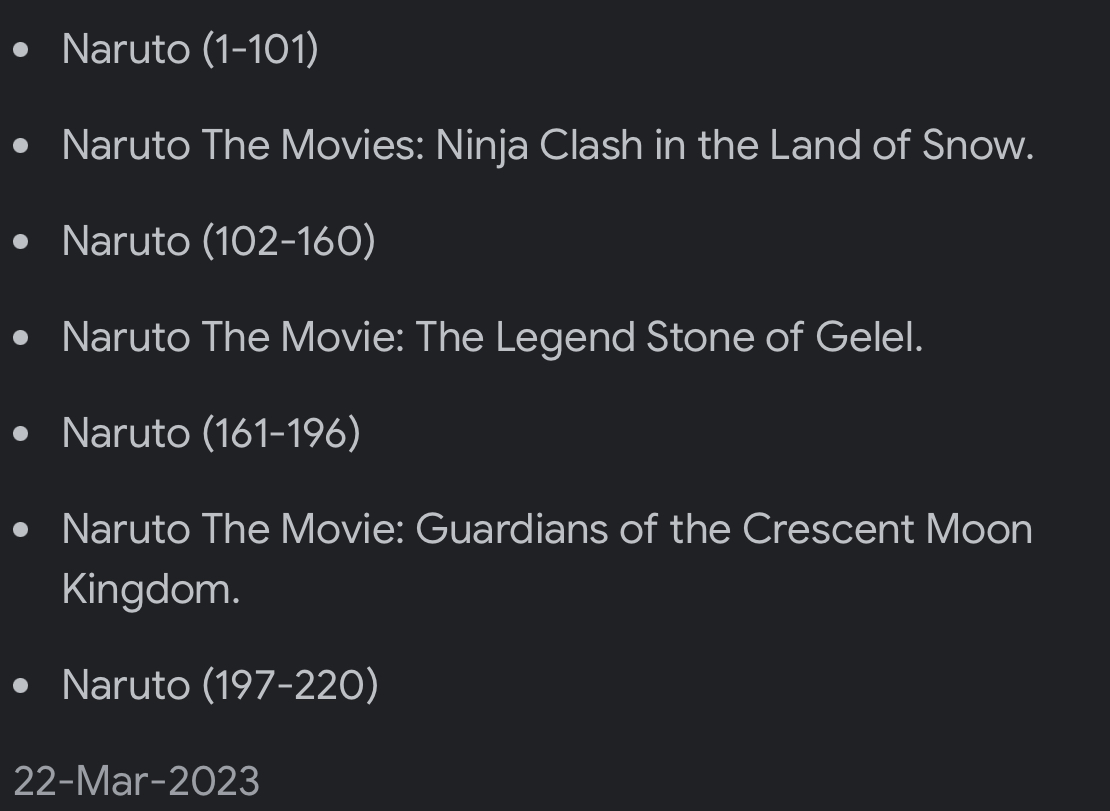 • Naruto (1-101)
• Naruto The Movies: Ninja Clash in the Land of Snow.
• Naruto (102-160)
• Naruto The Movie: The Legend Stone of Gelel.
• Naruto (161-196)
• Naruto The Movie: Guardians of the Crescent Moon
Kingdom.
• Naruto (197-220)
22-Mar-2023